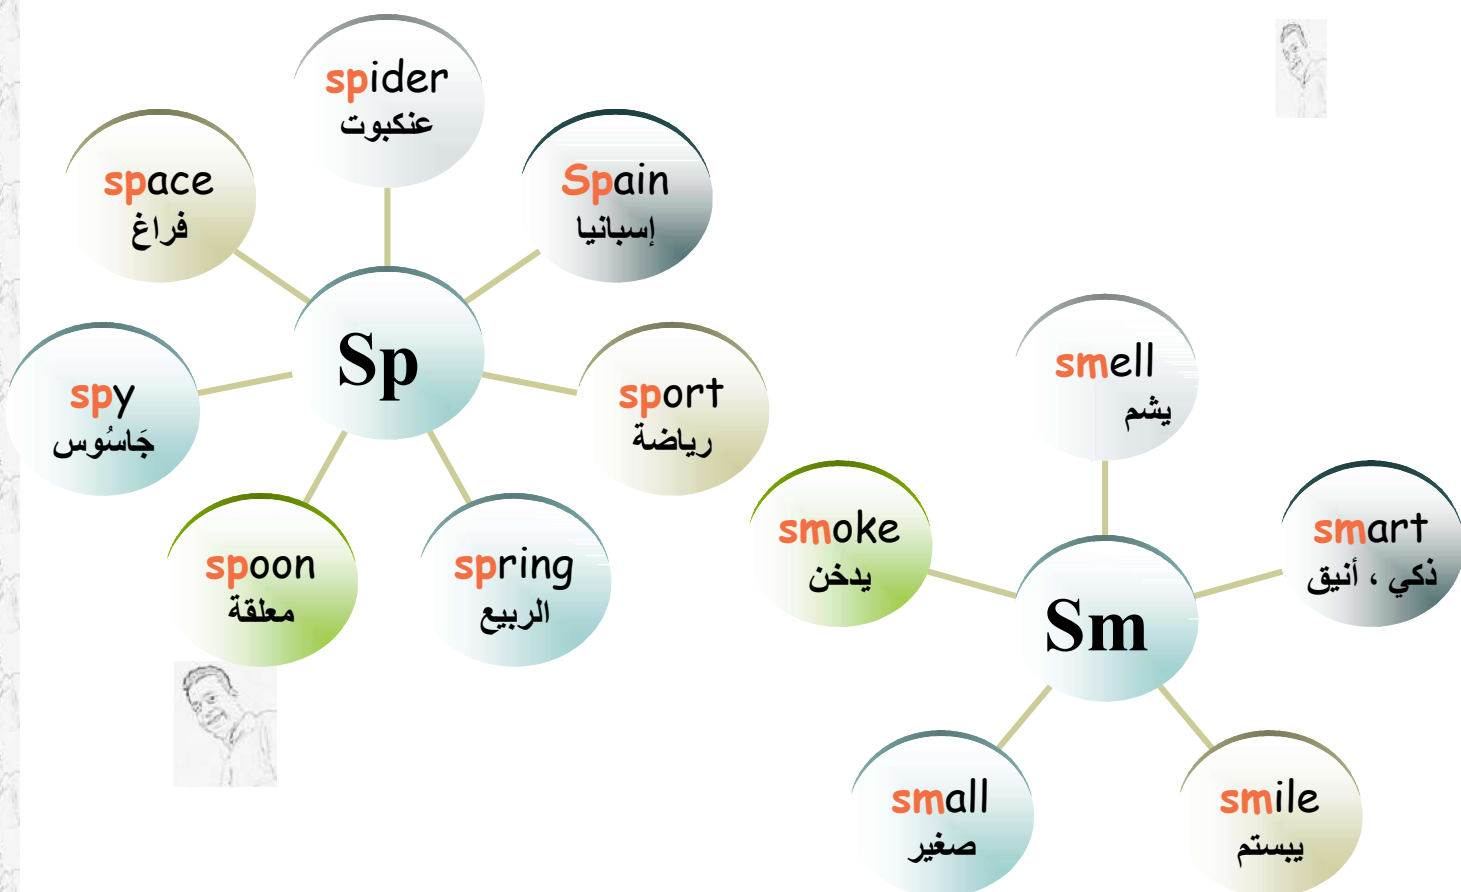 spider
عنكبوت
Spain
إسبانيا
space
فراغ
Sp
sport
رياضة
spy
جَاسُوس
spoon
معلقة
spring
الربيع
smell
يشم
smoke
يدخن
smart
ذكي ، أنيق
Sm
small
صغير
smile
يبستم